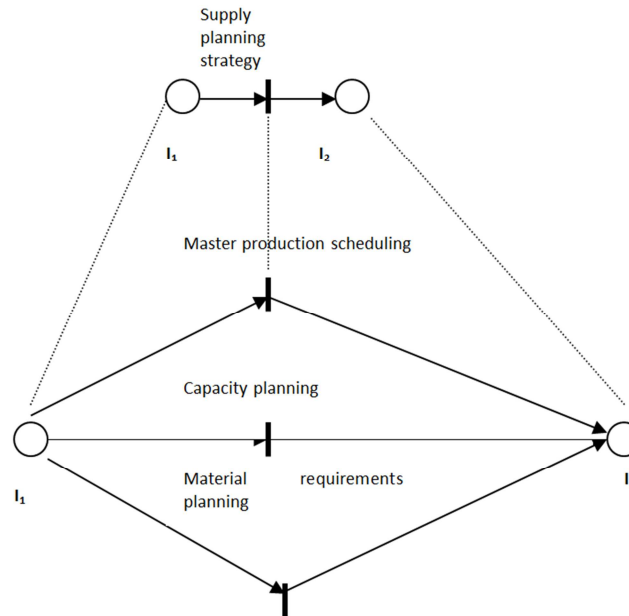 Supply
planning
strategy
I₁
I₂
Master production scheduling
Capacity planning
Material requirements
planning
I₁
I